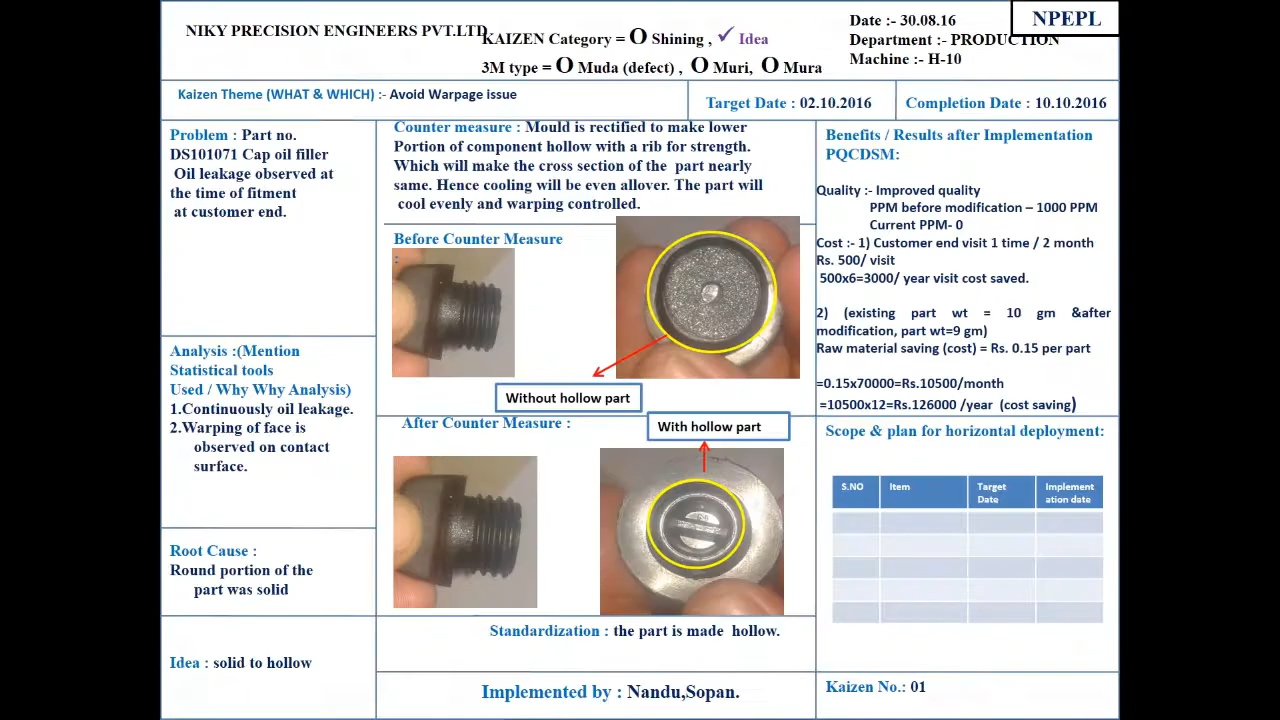 NIKY PRECISION ENGINEERS PVT.LTD
KAIZEN Category = O Shining , ✓ Idea
3M type = O Muda (defect) , O Muri, O Mura
Date :- 30.08.16
Department :- PRODUCTION
Machine :- H-10
NPEPL
Kaizen Theme (WHAT & WHICH) :- Avoid Warpage issue
Target Date : 02.10.2016
Completion Date : 10.10.2016
Problem : Part no.
DS101071 Cap oil filler
Oil leakage observed at
the time of fitment
at customer end.
Analysis :(Mention
Statistical tools
Used / Why Why Analysis)
1.Continuously oil leakage.
2.Warping of face is
observed on contact
surface.
Root Cause :
Round portion of the
part was solid
Idea : solid to hollow
Counter measure : Mould is rectified to make lower
Portion of component hollow with a rib for strength.
Which will make the cross section of the part nearly
same. Hence cooling will be even allover. The part will
cool evenly and warping controlled.
Before Counter Measure
:
Without hollow part
After Counter Measure :
With hollow part
Standardization : the part is made hollow.
Implemented by : Nandu,Sopan.
Benefits / Results after Implementation
PQCDSM:
Quality :- Improved quality
PPM before modification – 1000 PPM
Current PPM- 0
Cost :- 1) Customer end visit 1 time / 2 month
Rs. 500/ visit
500x6=3000/ year visit cost saved.
2) (existing part wt = 10 gm &after
modification, part wt=9 gm)
Raw material saving (cost) = Rs. 0.15 per part
=0.15x70000=Rs.10500/month
=10500x12=Rs.126000 /year (cost saving)
Scope & plan for horizontal deployment:
S.NO Item Target Date Implement ation date
Kaizen No.: 01